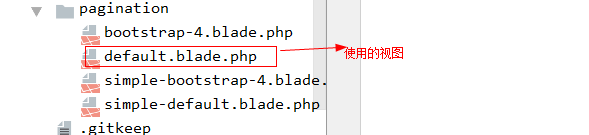 pagination
bootstrap-4.blade.php
default.blade.php
使用的视图
simple-bootstrap-4.blade.
simple-default.blade.php
.gitkeep